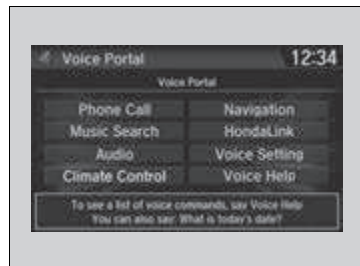 Voice Portal 12:34
Voice Portal
Phone Call Navigation
Music Search HondaLink
Audio Voice Setting
Climate Control Voice Help
To see a list of voice commands, say Voice Help
You can also say: What is today's date?